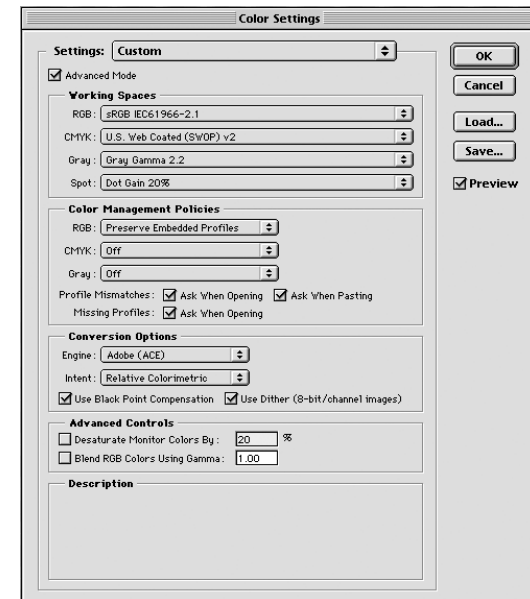 Color Settings
Settings: Custom
OK
Cancel
Load...
Save...
Preview
Advanced Mode
Working Spaces
RGB: sRGB IEC61966-2.1
CMYK: U.S. Web Coated (SWOP) v2
Gray: Gray Gamma 2.2
Spot: Dot Gain 20%
Color Management Policies
RGB: Preserve Embedded Profiles
CMYK: Off
Gray: Off
Profile Mismatches: Ask When Opening Ask When Pasting
Missing Profiles: Ask When Opening
Conversion Options
Engine: Adobe (ACE)
Intent: Relative Colorimetric
Use Black Point Compensation Use Dither (8-bit/channel images)
Advanced Controls
Desaturate Monitor Colors By: 20 %
Blend RGB Colors Using Gamma: 1.00
Description